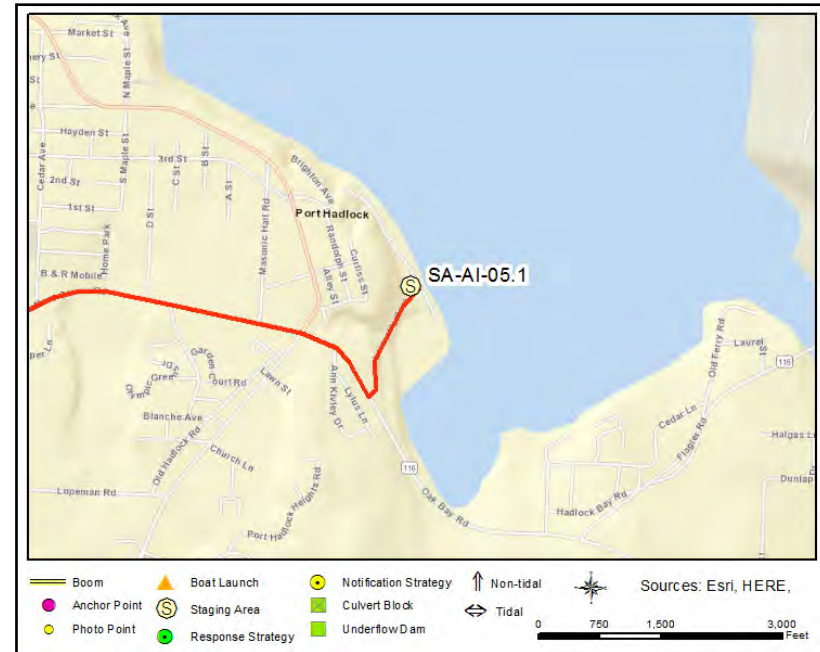 Market St
N Maple St
St
Cedar Ave
Hayden St
S Maple St
3rd St
2nd St
1st St
B St
C St
A St
D St
Home Park
B & R Mobile
Masonic Hall Rd
Brighton Ave
Port Hadlock
Randolph St
Curtiss St
Alley St
SA-AI-05.1
S
Garden Court Rd
Lawn St
Blanche Ave
Old Hadlock Rd
Church Ln
Lopeman Rd
Port Hadlock Heights Rd
Ann Kivley Dr
Lylus Ln
116
Oak Bay Rd
Old Ferry Rd
Laurel St
116
Cedar Ln
Flagler Rd
Hadlock Bay Rd
Halgas L
Dunlap
Boom
Anchor Point
Photo Point
Boat Launch
S Staging Area
Response Strategy
Notification Strategy
Culvert Block
Underflow Dam
Non-tidal
Tidal
Sources: Esri, HERE,
0 750 1,500 3,000
Feet